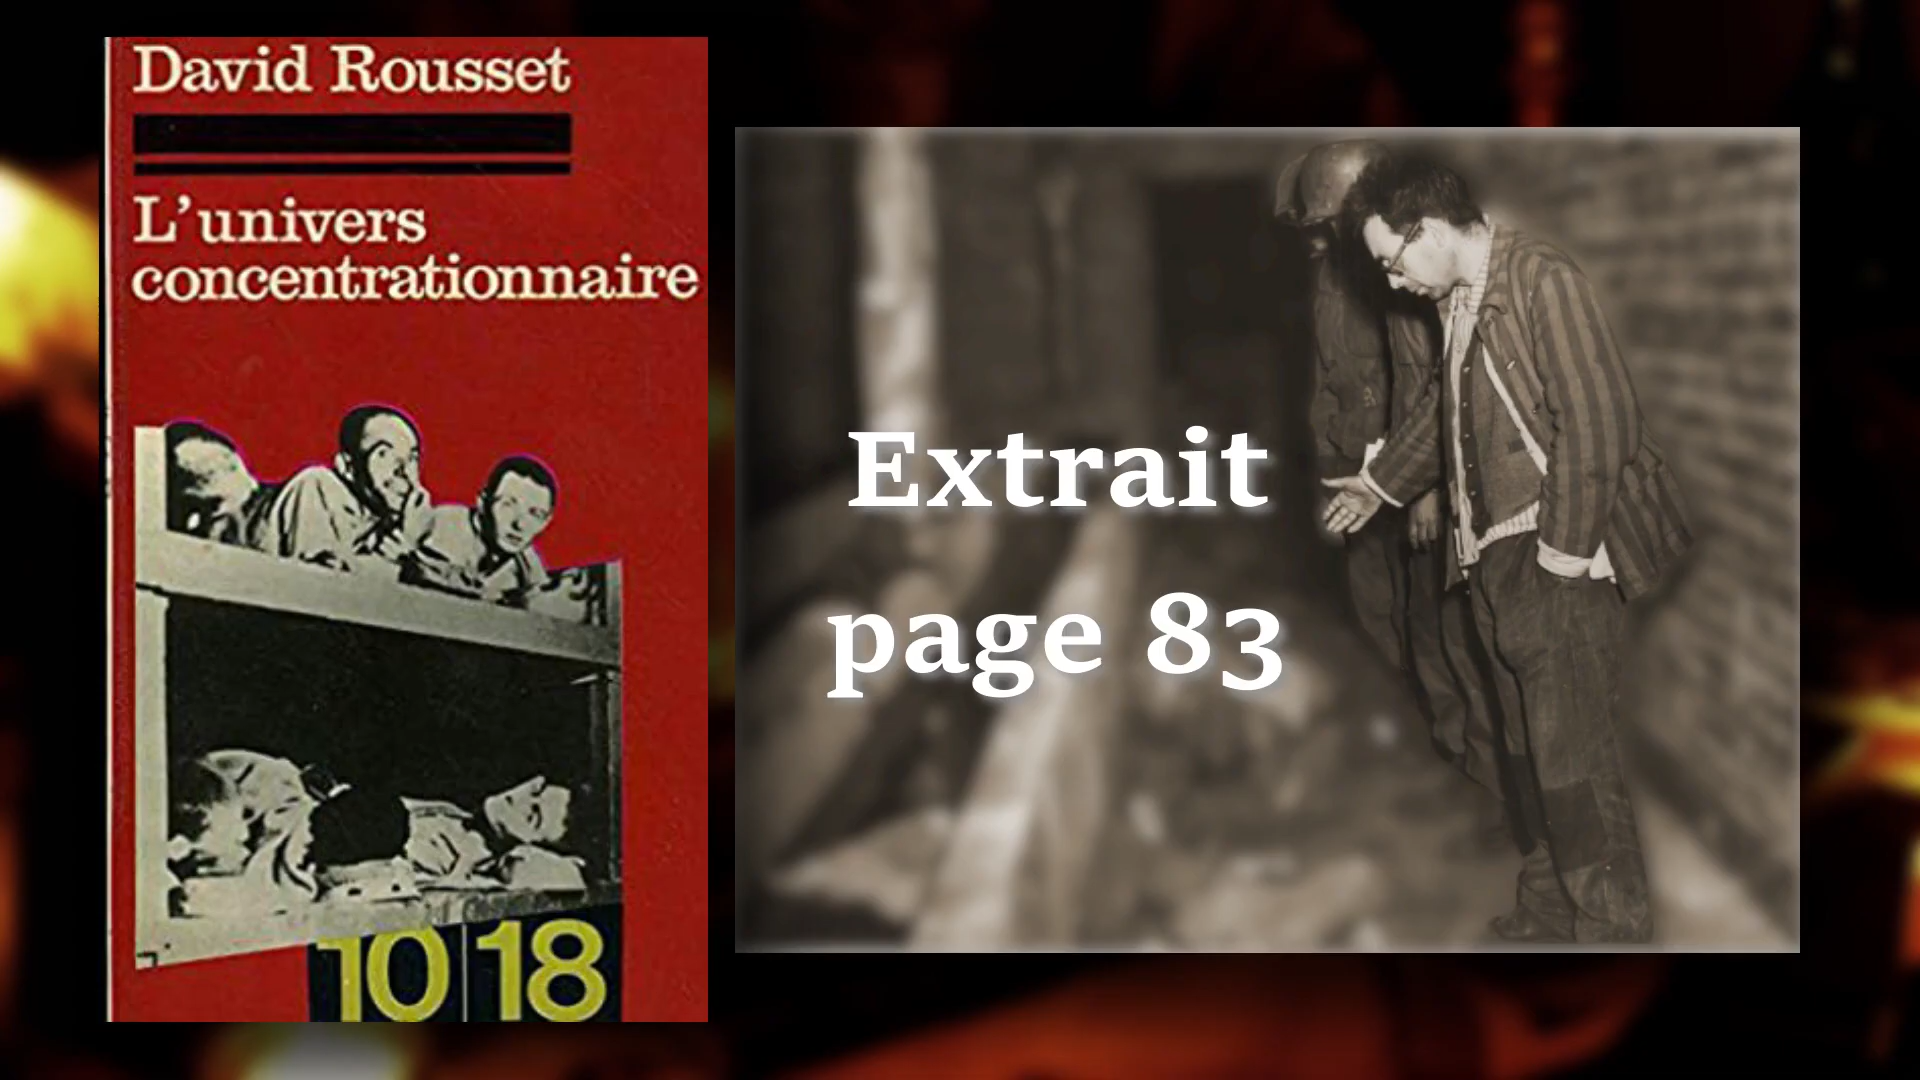 David Rousset
L'univers
concentrationnaire
10 18
Extrait
page 83